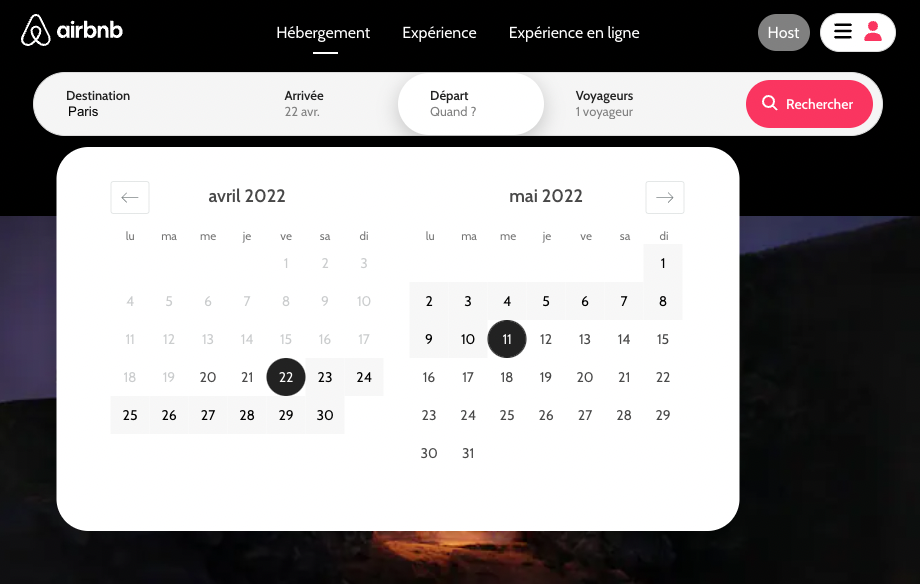 airbnb
Hébergement Expérience Expérience en ligne
Host
Destination Arrivée Départ Voyageurs
Paris 22 avr. Quand ? 1 voyageur
Rechercher
avril 2022
lu ma me je ve sa di
1 2 3
4 5 6 7 8 9 10
11 12 13 14 15 16 17
18 19 20 21 22 23 24
25 26 27 28 29 30
mai 2022
lu ma me je ve sa di
1
2 3 4 5 6 7 8
9 10 11 12 13 14 15
16 17 18 19 20 21 22
23 24 25 26 27 28 29
30 31